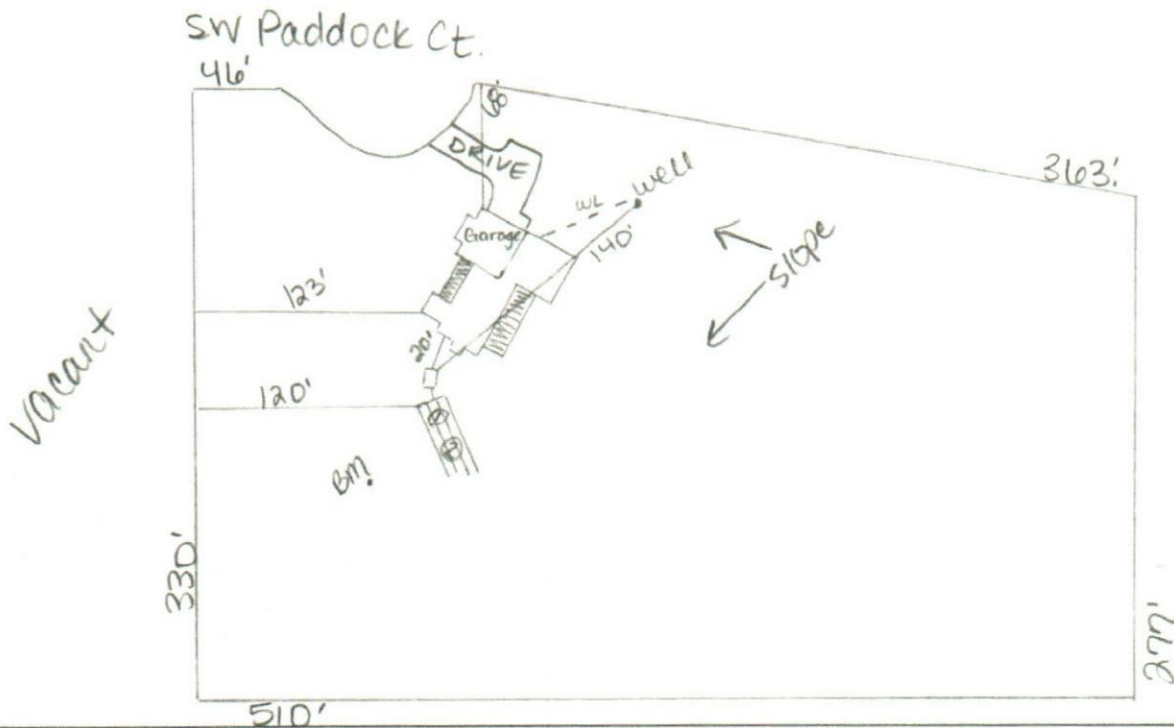 SW Paddock Ct.
46'
80'
DRIVE
363'
well
WL
Garage
140'
slope
123'
20'
vacant
120'
BM
330'
277'
510'